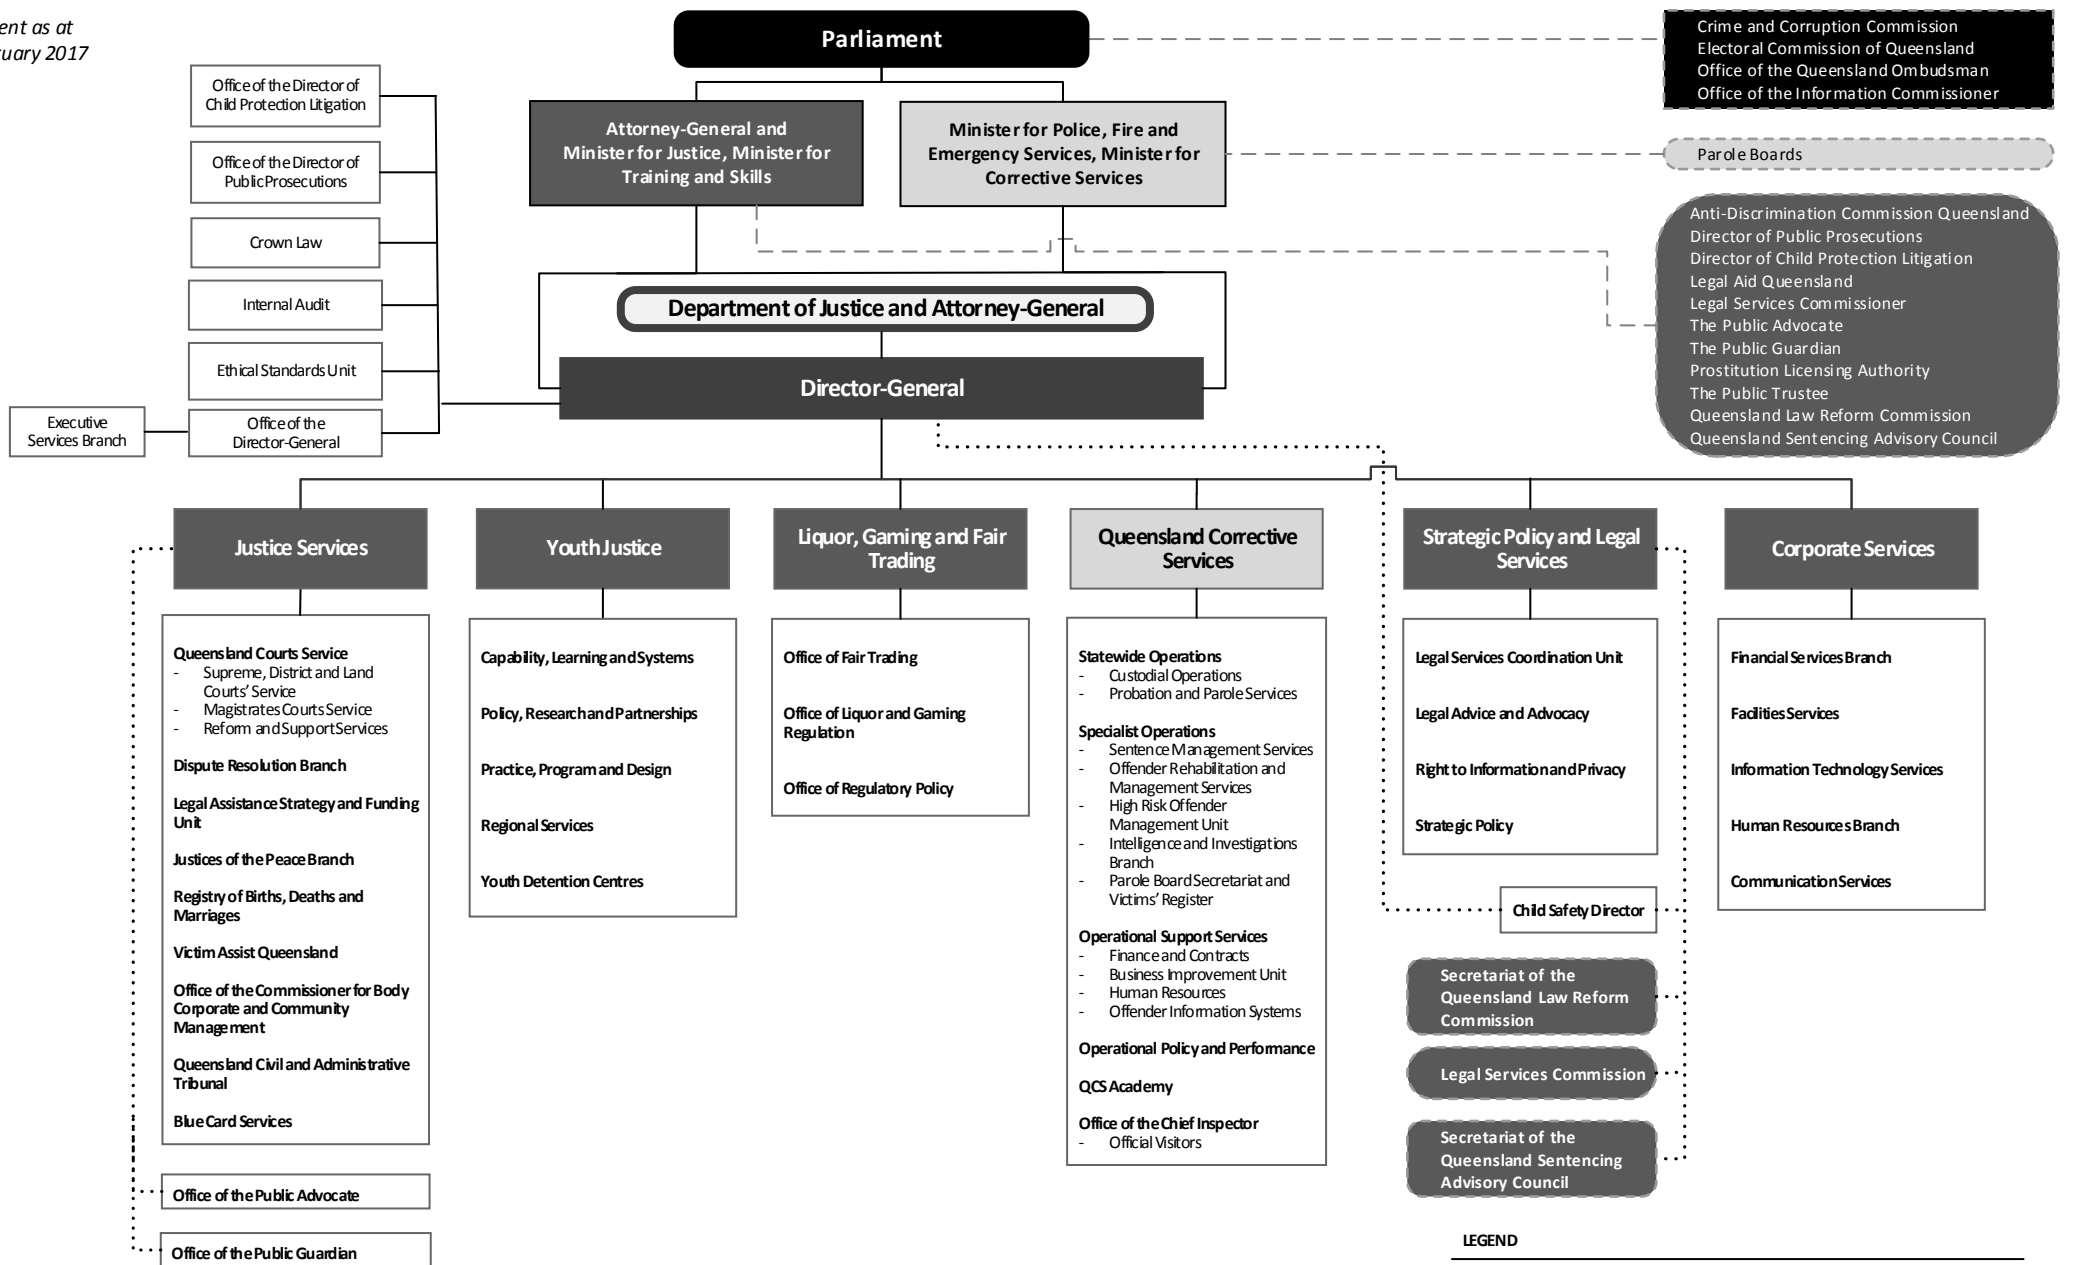 ent as at
uary 2017
Parliament
Crime and Corruption Commission
Electoral Commission of Queensland
Office of the Queensland Ombudsman
Office of the Information Commissioner
Office of the Director of
Child Protection Litigation
Office of the Director of
Public Prosecutions
Crown Law
Internal Audit
Ethical Standards Unit
Office of the
Director-General
Executive
Services Branch
Attorney-General and
Minister for Justice, Minister for
Training and Skills
Minister for Police, Fire and
Emergency Services, Minister for
Corrective Services
Parole Boards
Anti-Discrimination Commission Queensland
Director of Public Prosecutions
Director of Child Protection Litigation
Legal Aid Queensland
Legal Services Commissioner
The Public Advocate
The Public Guardian
Prostitution Licensing Authority
The Public Trustee
Queensland Law Reform Commission
Queensland Sentencing Advisory Council
Department of Justice and Attorney-General
Director-General
Justice Services
Queensland Courts Service
- Supreme, District and Land
Courts' Service
- Magistrates Courts Service
- Reform and Support Services
Dispute Resolution Branch
Legal Assistance Strategy and Funding
Unit
Justices of the Peace Branch
Registry of Births, Deaths and
Marriages
Victim Assist Queensland
Office of the Commissioner for Body
Corporate and Community
Management
Queensland Civil and Administrative
Tribunal
Blue Card Services
Office of the Public Advocate
Office of the Public Guardian
Youth Justice
Capability, Learning and Systems
Policy, Research and Partnerships
Practice, Program and Design
Regional Services
Youth Detention Centres
Liquor, Gaming and Fair
Trading
Office of Fair Trading
Office of Liquor and Gaming
Regulation
Office of Regulatory Policy
Queensland Corrective
Services
Statewide Operations
- Custodial Operations
- Probation and Parole Services
Specialist Operations
- Sentence Management Services
- Offender Rehabilitation and
Management Services
- High Risk Offender
Management Unit
- Intelligence and Investigations
Branch
- Parole Board Secretariat and
Victims' Register
Operational Support Services
- Finance and Contracts
- Business Improvement Unit
- Human Resources
- Offender Information Systems
Operational Policy and Performance
QCS Academy
Office of the Chief Inspector
- Official Visitors
Strategic Policy and Legal
Services
Legal Services Coordination Unit
Legal Advice and Advocacy
Right to Information and Privacy
Strategic Policy
Child Safety Director
Secretariat of the
Queensland Law Reform
Commission
Legal Services Commission
Secretariat of the
Queensland Sentencing
Advisory Council
Corporate Services
Financial Services Branch
Facilities Services
Information Technology Services
Human Resources Branch
Communication Services
LEGEND